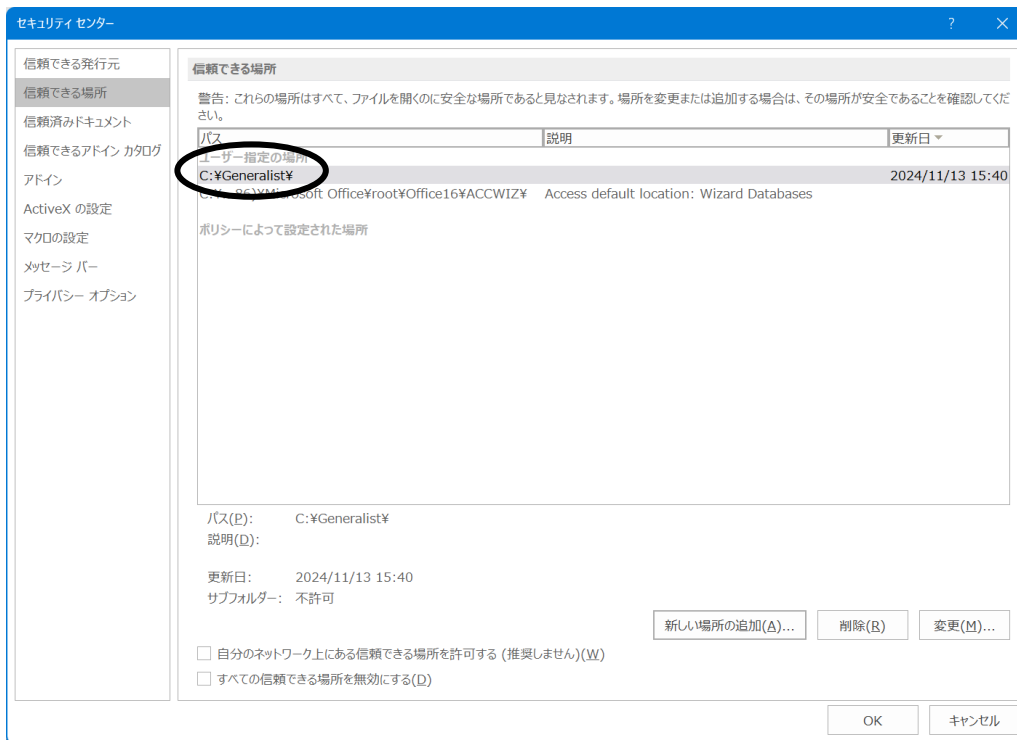 セキュリティ センター
?
信頼できる発行元
信頼できる場所
信頼済みドキュメント
信頼できるアドイン カタログ
アドイン
ActiveX の設定
マクロの設定
メッセージ バー
プライバシー オプション
信頼できる場所
警告: これらの場所はすべて、ファイルを開くのに安全な場所であると見なされます。場所を変更または追加する場合は、その場所が安全であることを確認してくだ
さい。
パス 説明 更新日
ユーザー指定の場所
C:¥Generalist¥ 2024/11/13 15:40
C:¥...86)¥Microsoft Office¥root¥Office16¥ACCWIZ¥ Access default location: Wizard Databases
ポリシーによって設定された場所
パス(P): C:¥Generalist¥
説明(D):
更新日: 2024/11/13 15:40
サブフォルダー: 不許可
新しい場所の追加(A)... 削除(R) 変更(M)...
自分のネットワーク上にある信頼できる場所を許可する (推奨しません)(W)
すべての信頼できる場所を無効にする(D)
OK キャンセル